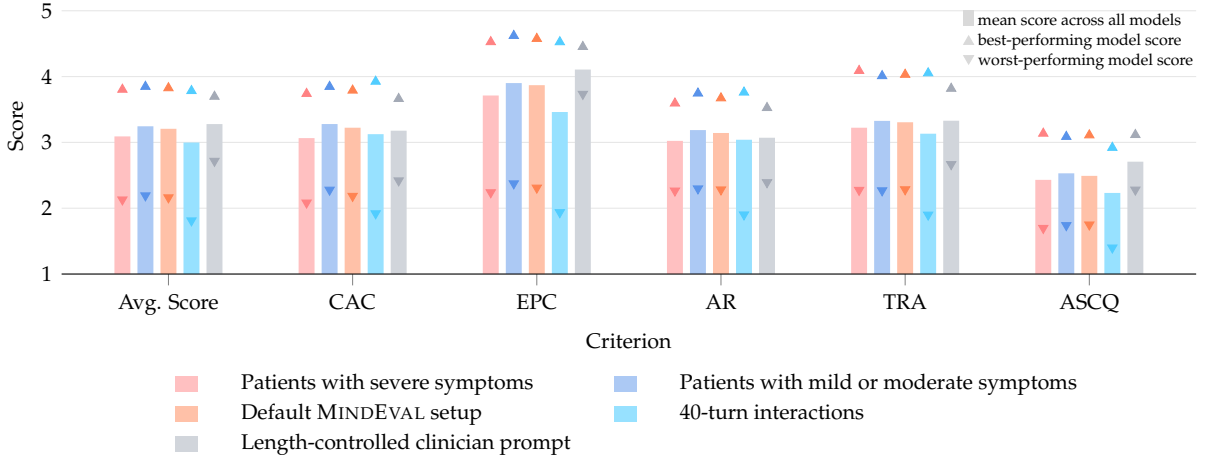 5
mean score across all models
best-performing model score
worst-performing model score
4
3
2
1
Score
Avg. Score CAC EPC AR TRA ASCQ
Criterion
Patients with severe symptoms Patients with mild or moderate symptoms
Default MINDEVAL setup 40-turn interactions
Length-controlled clinician prompt